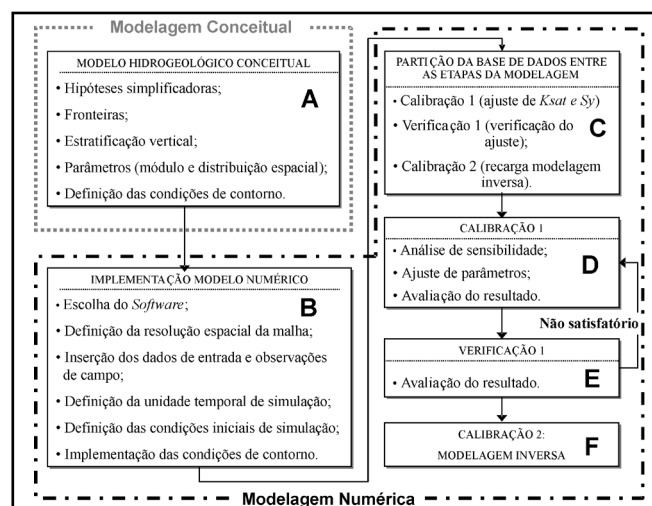 Modelagem Conceitual
MODELO HIDROGEOLÓGICO CONCEITUAL
• Hipóteses simplificadoras;
A
• Fronteiras;
• Estratificação vertical;
• Parâmetros (módulo e distribuição espacial);
• Definição das condições de contorno.
IMPLEMENTAÇÃO MODELO NUMÉRICO
B
• Escolha do Software;
• Definição da resolução espacial da malha;
• Inserção dos dados de entrada e observações
de campo;
• Definição da unidade temporal de simulação;
• Definição das condições iniciais de simulação;
• Implementação das condições de contorno.
PARTIÇÃO DA BASE DE DADOS ENTRE
AS ETAPAS DA MODELAGEM
• Calibração 1 (ajuste de Ksat e Sy)
C
• Verificação 1 (verificação do
ajuste);
• Calibração 2 (recarga modelagem
inversa).
CALIBRAÇÃO 1
• Análise de sensibilidade;
D
• Ajuste de parâmetros;
• Avaliação do resultado.
Não satisfatório
VERIFICAÇÃO 1
• Avaliação do resultado.
E
CALIBRAÇÃO 2:
MODELAGEM INVERSA
F
Modelagem Numérica